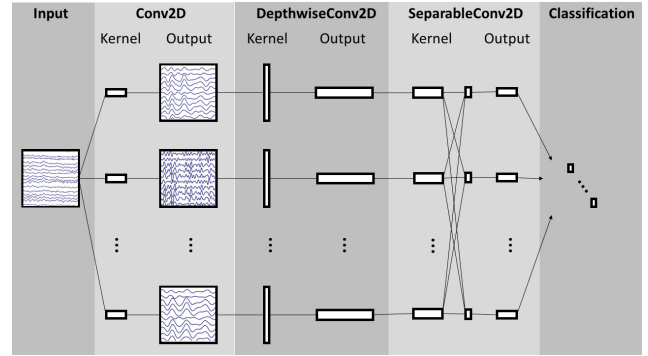 Input Conv2D DepthwiseConv2D SeparableConv2D Classification
Kernel Output Kernel Output Kernel Output